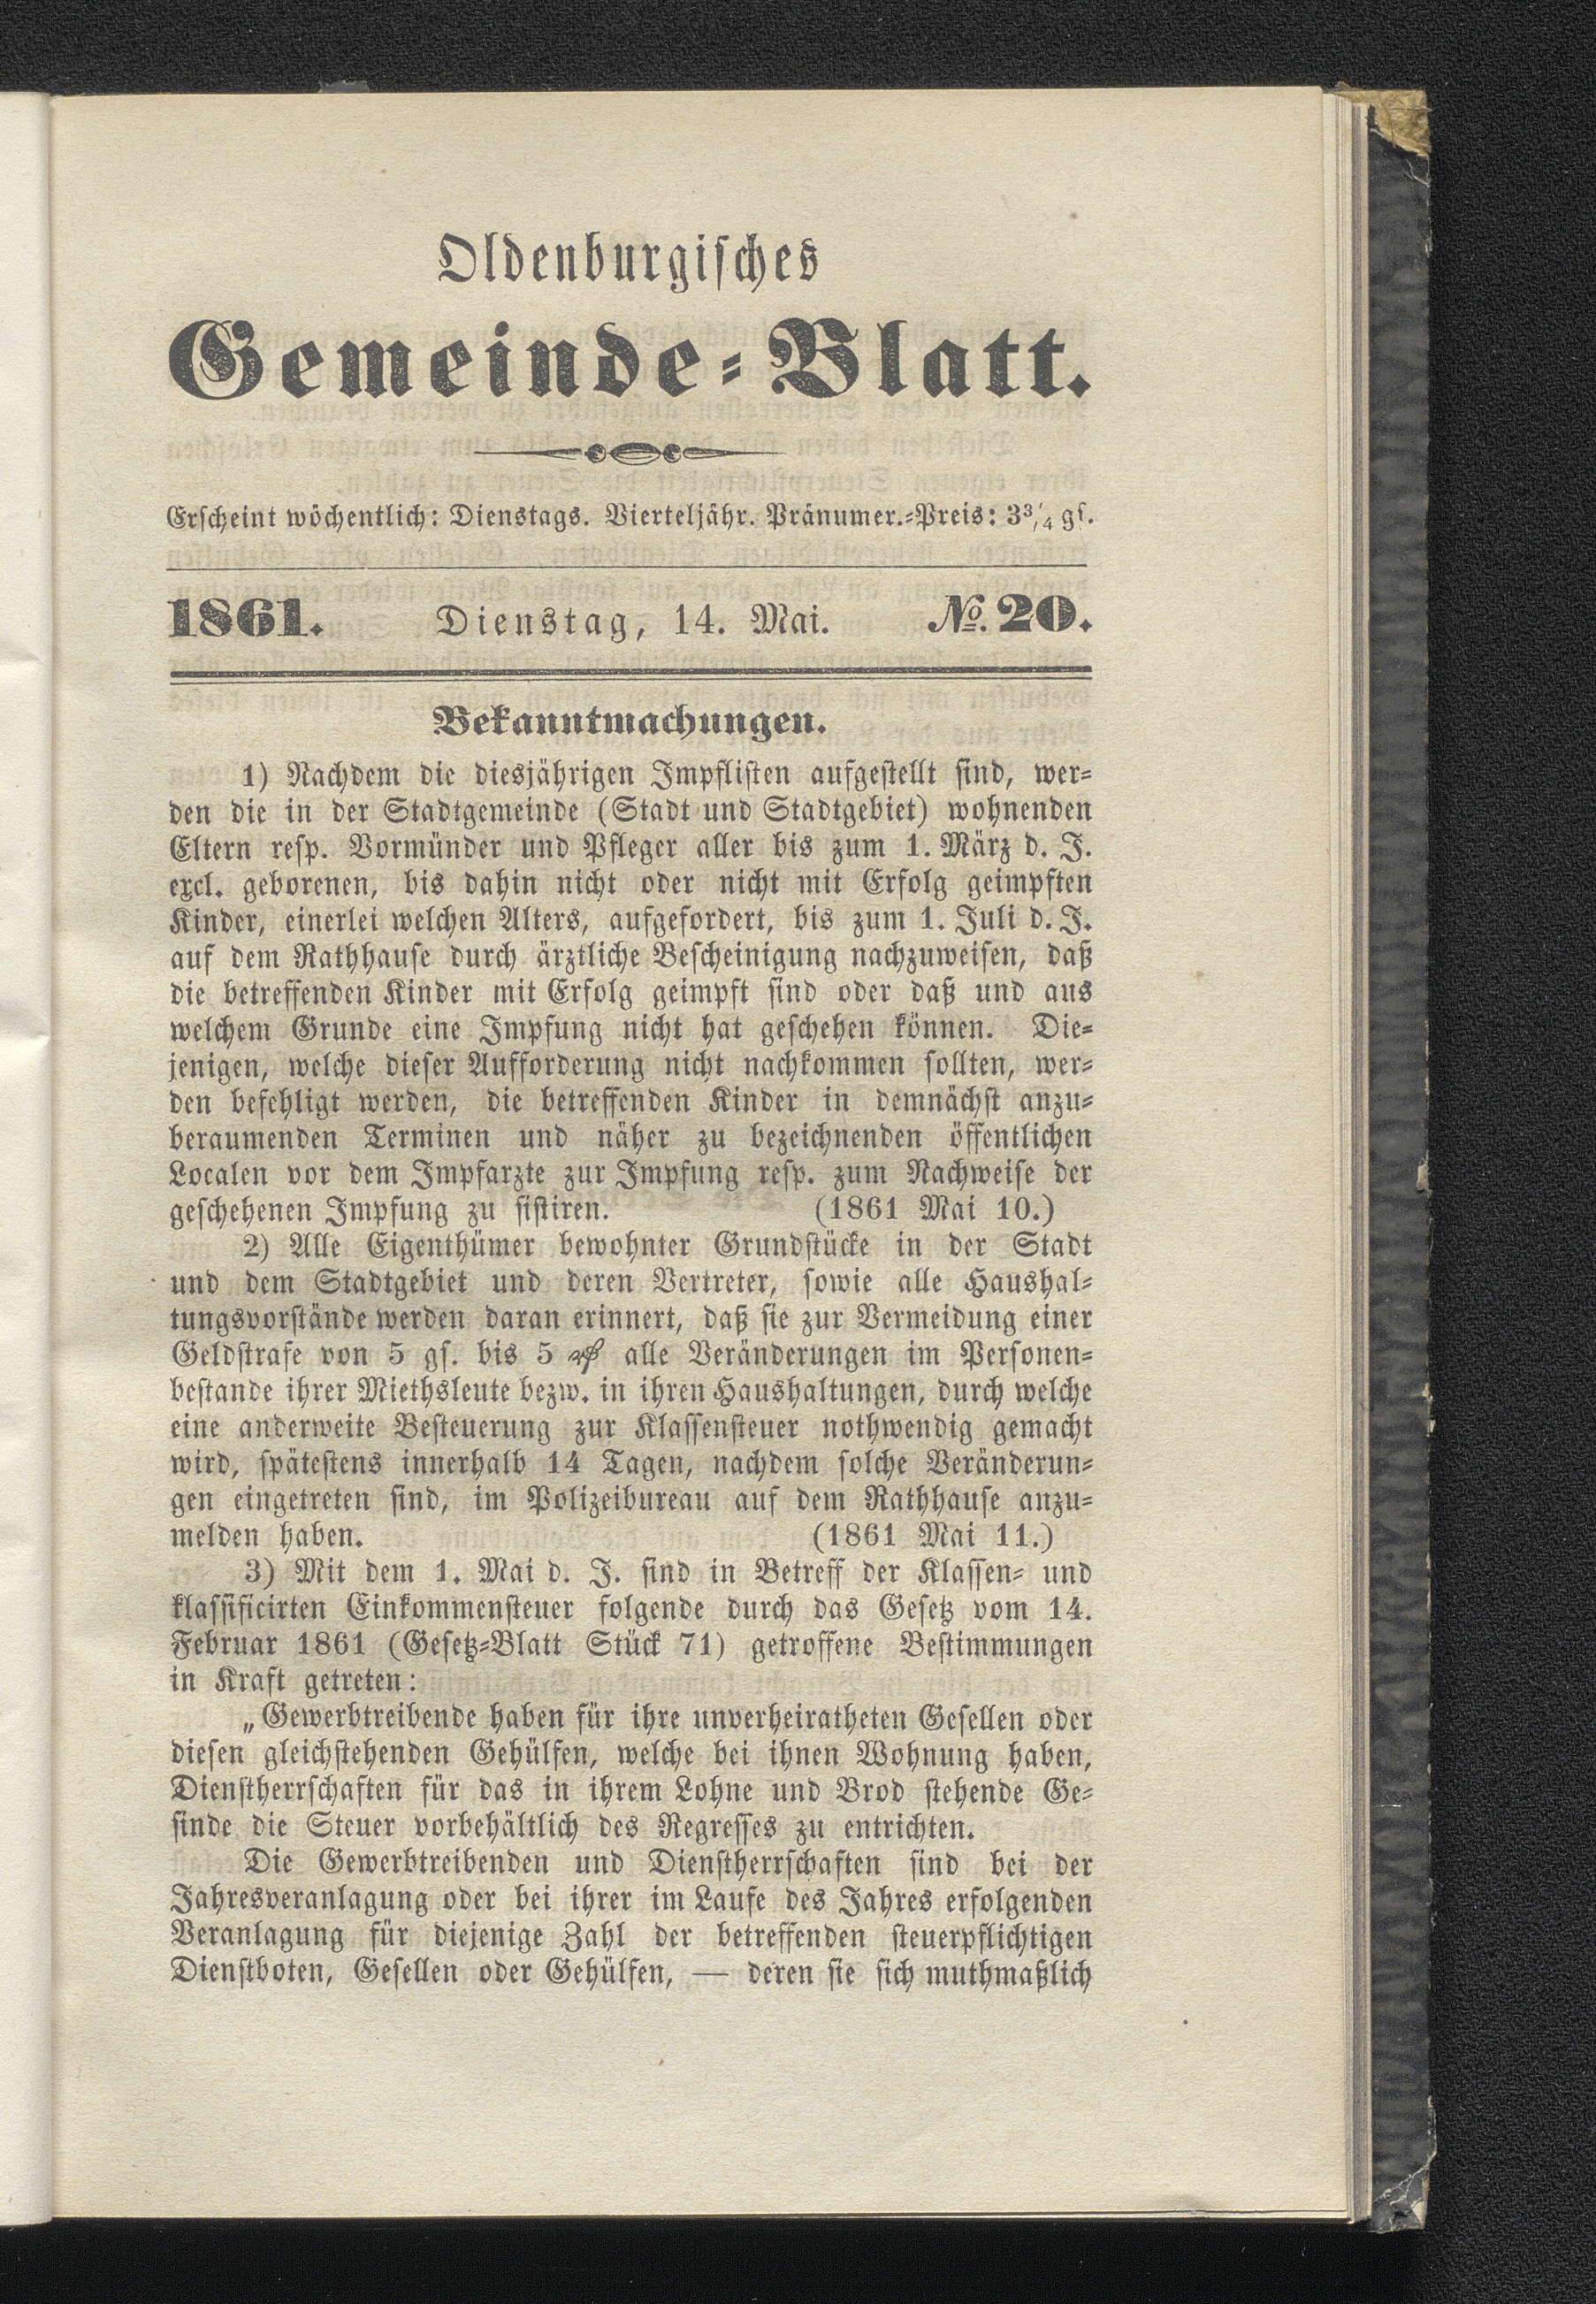 Oldenburgisches
Gemeinde-Blatt.
Erscheint wöchentlich: Dienstags. Vierteljähr. Pränumer.-Preis: 3 3/4 gs.
1861. Dienstag, 14. Mai. No. 20.
Bekanntmachungen.
1) Nachdem die diesjährigen Impflisten aufgestellt sind, wer-
den die in der Stadtgemeinde (Stadt und Stadtgebiet) wohnenden
Eltern resp. Vormünder und Pfleger aller bis zum 1. März d. J.
excl. geborenen, bis dahin nicht oder nicht mit Erfolg geimpften
Kinder, einerlei welchen Alters, aufgefordert, bis zum 1. Juli d. J.
auf dem Rathhause durch ärztliche Bescheinigung nachzuweisen, daß
die betreffenden Kinder mit Erfolg geimpft sind oder daß und aus
welchem Grunde eine Impfung nicht hat geschehen können. Die-
jenigen, welche dieser Aufforderung nicht nachkommen sollten, wer-
den befehligt werden, die betreffenden Kinder in demnächst anzu-
beraumenden Terminen und näher zu bezeichnenden öffentlichen
Localen vor dem Impfarzte zur Impfung resp. zum Nachweise der
geschehenen Impfung zu sistiren. (1861 Mai 10.)
2) Alle Eigenthümer bewohnter Grundstücke in der Stadt
und dem Stadtgebiet und deren Vertreter, sowie alle Haushal-
tungsvorstände werden daran erinnert, daß sie zur Vermeidung einer
Geldstrafe von 5 gs. bis 5 ₰ alle Veränderungen im Personen-
bestande ihrer Miethsleute bezw. in ihren Haushaltungen, durch welche
eine anderweite Besteuerung zur Klassensteuer nothwendig gemacht
wird, spätestens innerhalb 14 Tagen, nachdem solche Veränderun-
gen eingetreten sind, im Polizeibureau auf dem Rathhause anzu-
melden haben. (1861 Mai 11.)
3) Mit dem 1. Mai d. J. sind in Betreff der Klassen- und
klassificirten Einkommensteuer folgende durch das Gesetz vom 14.
Februar 1861 (Gesetz-Blatt Stück 71) getroffene Bestimmungen
in Kraft getreten:
„Gewerbtreibende haben für ihre unverheiratheten Gesellen oder
diesen gleichstehenden Gehülfen, welche bei ihnen Wohnung haben,
Dienstherrschaften für das in ihrem Lohne und Brod stehende Ge-
sinde die Steuer vorbehältlich des Regresses zu entrichten.
Die Gewerbtreibenden und Dienstherrschaften sind bei der
Jahresveranlagung oder bei ihrer im Laufe des Jahres erfolgenden
Veranlagung für diejenige Zahl der betreffenden steuerpflichtigen
Dienstboten, Gesellen oder Gehülfen, — deren sie sich muthmaßlich